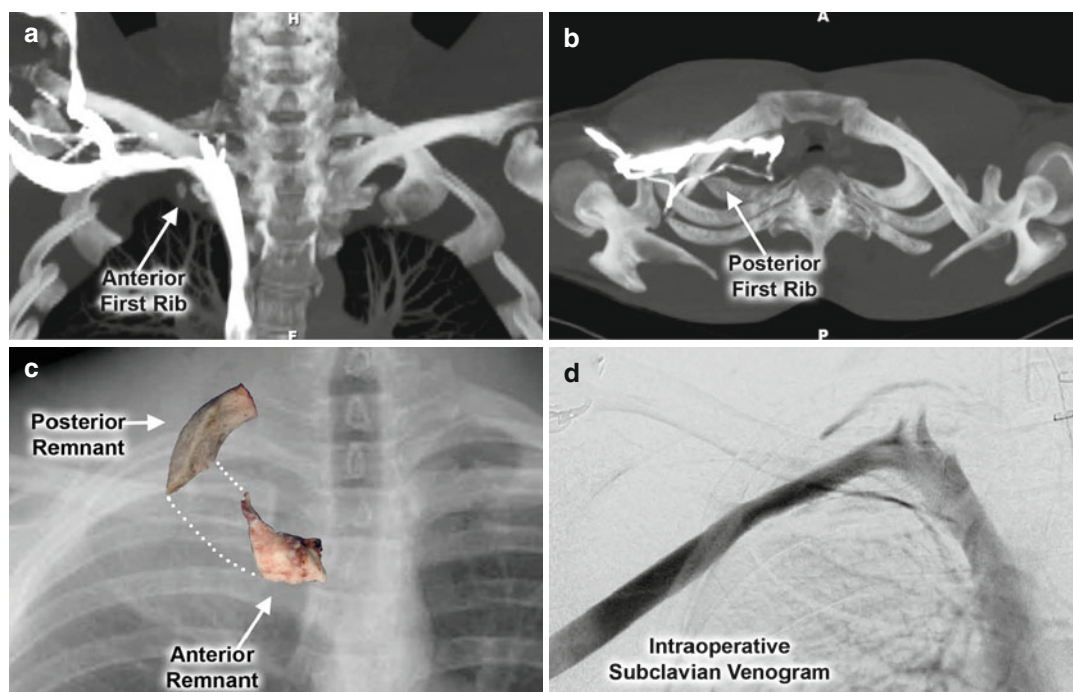 a
H
Anterior
First Rib
F
b
A
Posterior
First Rib
P
c
Posterior
Remnant
Anterior
Remnant
d
Intraoperative
Subclavian Venogram